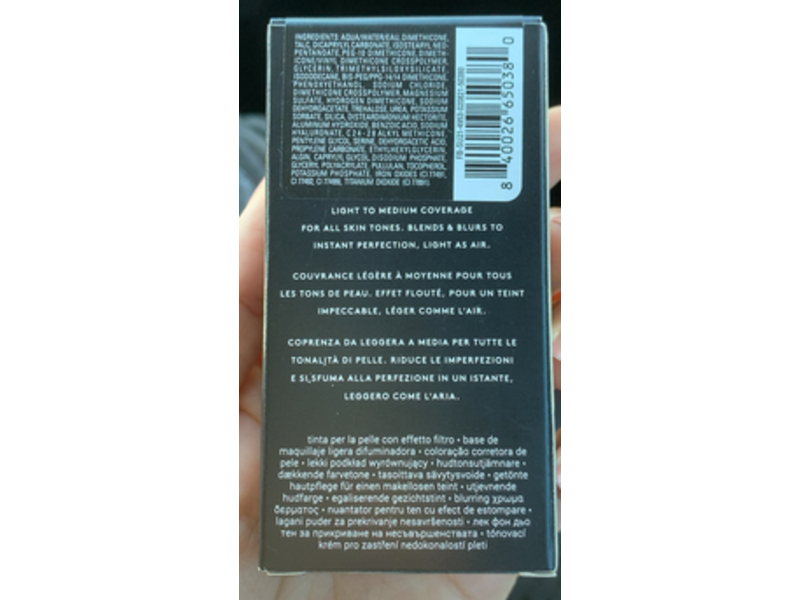 INGREDIENTS: AQUA/WATER/EAU, DIMETHICONE,
TALC, DICAPRYLYL CARBONATE, ISOSTEARYL NEO-
PENTANOATE, PEG-10 DIMETHICONE, DIMETH-
ICONE/VINYL DIMETHICONE CROSSPOLYMER,
GLYCERIN, TRIMETHYLSILOXYSILICATE,
ISODODECANE, BIS-PEG/PPG-14/14 DIMETHICONE,
PHENOXYETHANOL, SODIUM CHLORIDE,
DIMETHICONE CROSSPOLYMER, MAGNESIUM
SULFATE, HYDROGEN DIMETHICONE, SODIUM
DEHYDROACETATE, TREHALOSE, UREA, POTASSIUM
SORBATE, SILICA, DISTEARDIMONIUM HECTORITE,
ALUMINUM HYDROXIDE, BENZOIC ACID, SODIUM
HYALURONATE, C24-28 ALKYL METHICONE,
PENTYLENE GLYCOL, SERINE, DEHYDROACETIC ACID,
PROPYLENE CARBONATE, ETHYLHEXYLGLYCERIN,
ALGIN, CAPRYLYL GLYCOL, DISODIUM PHOSPHATE,
GLYCERYL POLYACRYLATE, PULLULAN, TOCOPHEROL,
POTASSIUM PHOSPHATE, IRON OXIDES (CI 77491,
CI 77492, CI 77499), TITANIUM DIOXIDE (CI 77891).
8 40026 65038 0
LIGHT TO MEDIUM COVERAGE
FOR ALL SKIN TONES. BLENDS & BLURS TO
INSTANT PERFECTION, LIGHT AS AIR.
COUVRANCE LÉGÈRE À MOYENNE POUR TOUS
LES TONS DE PEAU. EFFET FLOUTÉ, POUR UN TEINT
IMPECCABLE, LÉGER COMME L'AIR.
COPRENZA DA LEGGERA A MEDIA PER TUTTE LE
TONALITÀ DI PELLE. RIDUCE LE IMPERFEZIONI
E SI SFUMA ALLA PERFEZIONE IN UN ISTANTE,
LEGGERO COME L'ARIA.
tinta per la pelle con effetto filtro • base de
maquillaje ligera difuminadora • coloração corretora de
pele • lekki podkład wyrównujący • hudtonsutjämnare •
dækkende farvetone • tasoittava sävytysvoide • getönte
hautpflege für einen makellosen teint • utjevnende
hudfarge • egaliserende gezichtstint • blurring χρωμα
δερματος • nuantator pentru ten cu efect de estompare •
lagani puder za prekrivanje nesavršenosti • лек фон дьо
тен за прикриване на несъвършенствата • tónovací
krém pro zastření nedokonalostí pleti